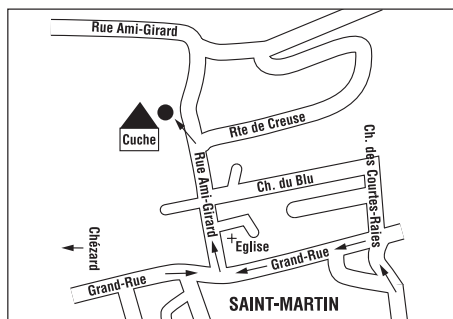 Rue Ami-Girard
Rte de Creuse
Cuche
Rue Ami-Girard
Ch. du Blu
Ch. des Courtes-Raies
Chézard
Eglise
Grand-Rue
Grand-Rue
SAINT-MARTIN